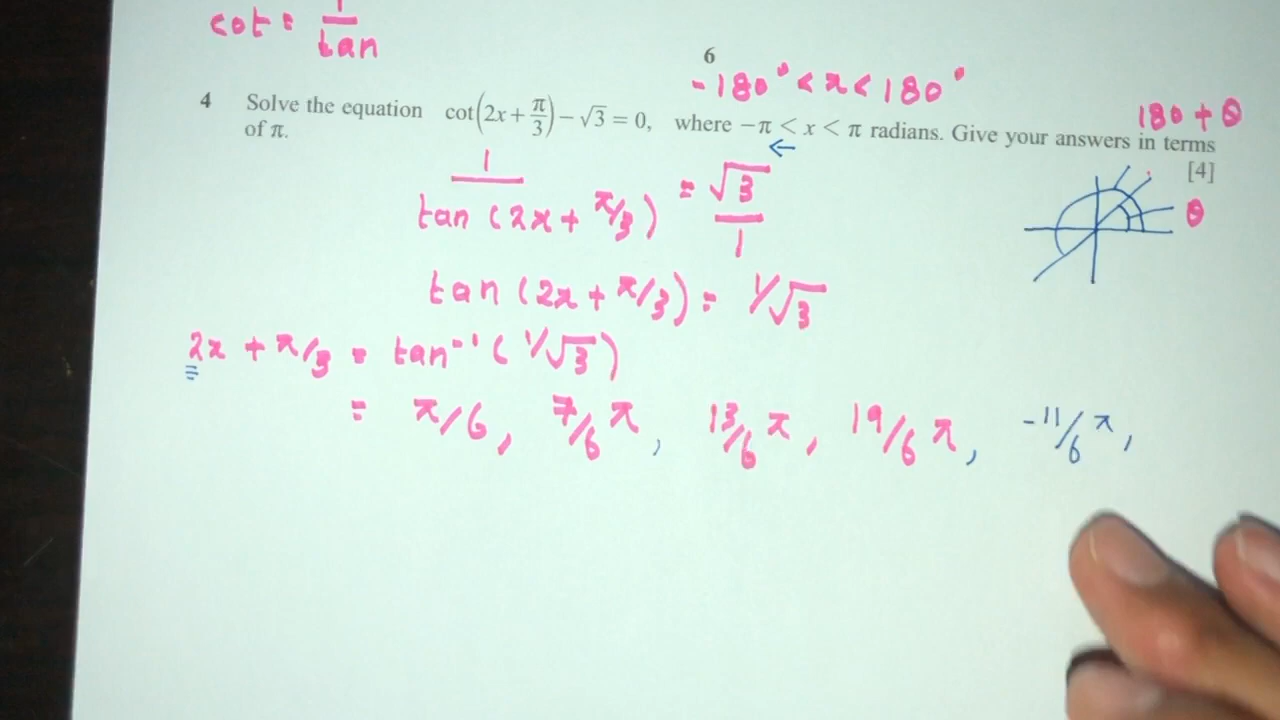 cot = 1/tan
6
-180° < x < 180°
4 Solve the equation cot(2x + π/3) − √3 = 0, where −π < x < π radians. Give your answers in terms
of π. [4]
180 + θ
←
1/tan (2x + π/3) = √3/1
θ
tan (2x + π/3) = 1/√3
2x + π/3 = tan⁻¹ (1/√3)
= π/6, 7/6 π, 13/6 π, 19/6 π, -11/6 π,